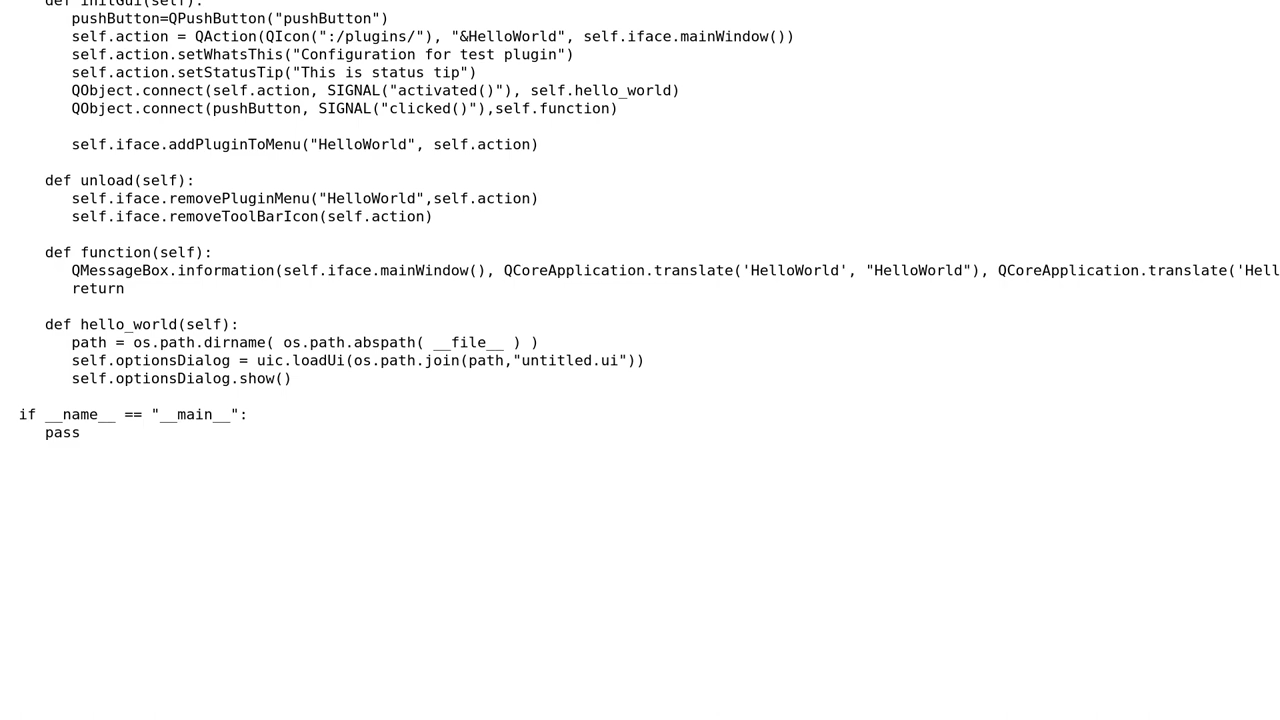 def initGui(self):
pushButton=QPushButton("pushButton")
self.action = QAction(QIcon(":/plugins/"), "&HelloWorld", self.iface.mainWindow())
self.action.setWhatsThis("Configuration for test plugin")
self.action.setStatusTip("This is status tip")
QObject.connect(self.action, SIGNAL("activated()"), self.hello_world)
QObject.connect(pushButton, SIGNAL("clicked()"),self.function)
self.iface.addPluginToMenu("HelloWorld", self.action)
def unload(self):
self.iface.removePluginMenu("HelloWorld",self.action)
self.iface.removeToolBarIcon(self.action)
def function(self):
QMessageBox.information(self.iface.mainWindow(), QCoreApplication.translate('HelloWorld', "HelloWorld"), QCoreApplication.translate('Hell
return
def hello_world(self):
path = os.path.dirname( os.path.abspath( __file__ ) )
self.optionsDialog = uic.loadUi(os.path.join(path,"untitled.ui"))
self.optionsDialog.show()
if __name__ == "__main__":
pass